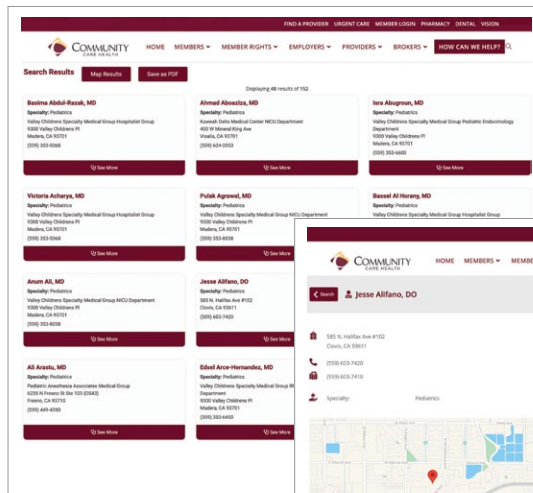 FIND A PROVIDER URGENT CARE MEMBER LOGIN PHARMACY DENTAL VISION
COMMUNITY
CARE HEALTH
HOME MEMBERS MEMBER RIGHTS EMPLOYERS PROVIDERS BROKERS HOW CAN WE HELP?
Search Results Map Results Save as PDF
Displaying 48 results of 152
Basima Abdul-Razak, MD
Specialty: Pediatrics
Valley Childrens Specialty Medical Group Hospitalist Group
9300 Valley Childrens Pl
Madera, CA 93701
(559) 353-5068
See More
Ahmad Aboaziza, MD
Specialty: Pediatrics
Kaweah Delta Medical Center NICU Department
400 W Mineral King Ave
Visalia, CA 93701
(559) 624-2003
See More
Isra Abugroun, MD
Specialty: Pediatrics
Valley Childrens Specialty Medical Group Pediatric Endocrinology
Department
9300 Valley Childrens Pl
Madera, CA 93701
(559) 353-6600
See More
Victoria Acharya, MD
Specialty: Pediatrics
Valley Childrens Specialty Medical Group Hospitalist Group
9300 Valley Childrens Pl
Madera, CA 93701
(559) 353-5068
See More
Pulak Agrawal, MD
Specialty: Pediatrics
Valley Childrens Specialty Medical Group NICU Department
9300 Valley Childrens Pl
Madera, CA 93701
(559) 353-8038
See More
Bassel Al Horany, MD
Specialty: Pediatrics
Valley Childrens Specialty Medical Group Hospitalist Group
Anum Ali, MD
Specialty: Pediatrics
Valley Childrens Specialty Medical Group NICU Department
9300 Valley Childrens Pl
Madera, CA 93701
(559) 353-8038
See More
Jesse Alifano, DO
Specialty: Pediatrics
585 N. Halifax Ave #102
Clovis, CA 93611
(559) 603-7420
See More
Ali Arastu, MD
Specialty: Pediatrics
Pediatric Anesthesia Associates Medical Group
6235 N Fresno St Ste 103 (0543)
Fresno, CA 93710
(559) 449-4350
See More
Edsel Arce-Hernandez, MD
Specialty: Pediatrics
Valley Childrens Specialty Medical Group
Department
9300 Valley Childrens Pl
Madera, CA 93701
(559) 353-6450
See More
COMMUNITY
CARE HEALTH
HOME MEMBERS
Search Jesse Alifano, DO
585 N. Halifax Ave #102
Clovis, CA 93611
(559) 603-7420
(559) 603-7410
Specialty: Pediatrics